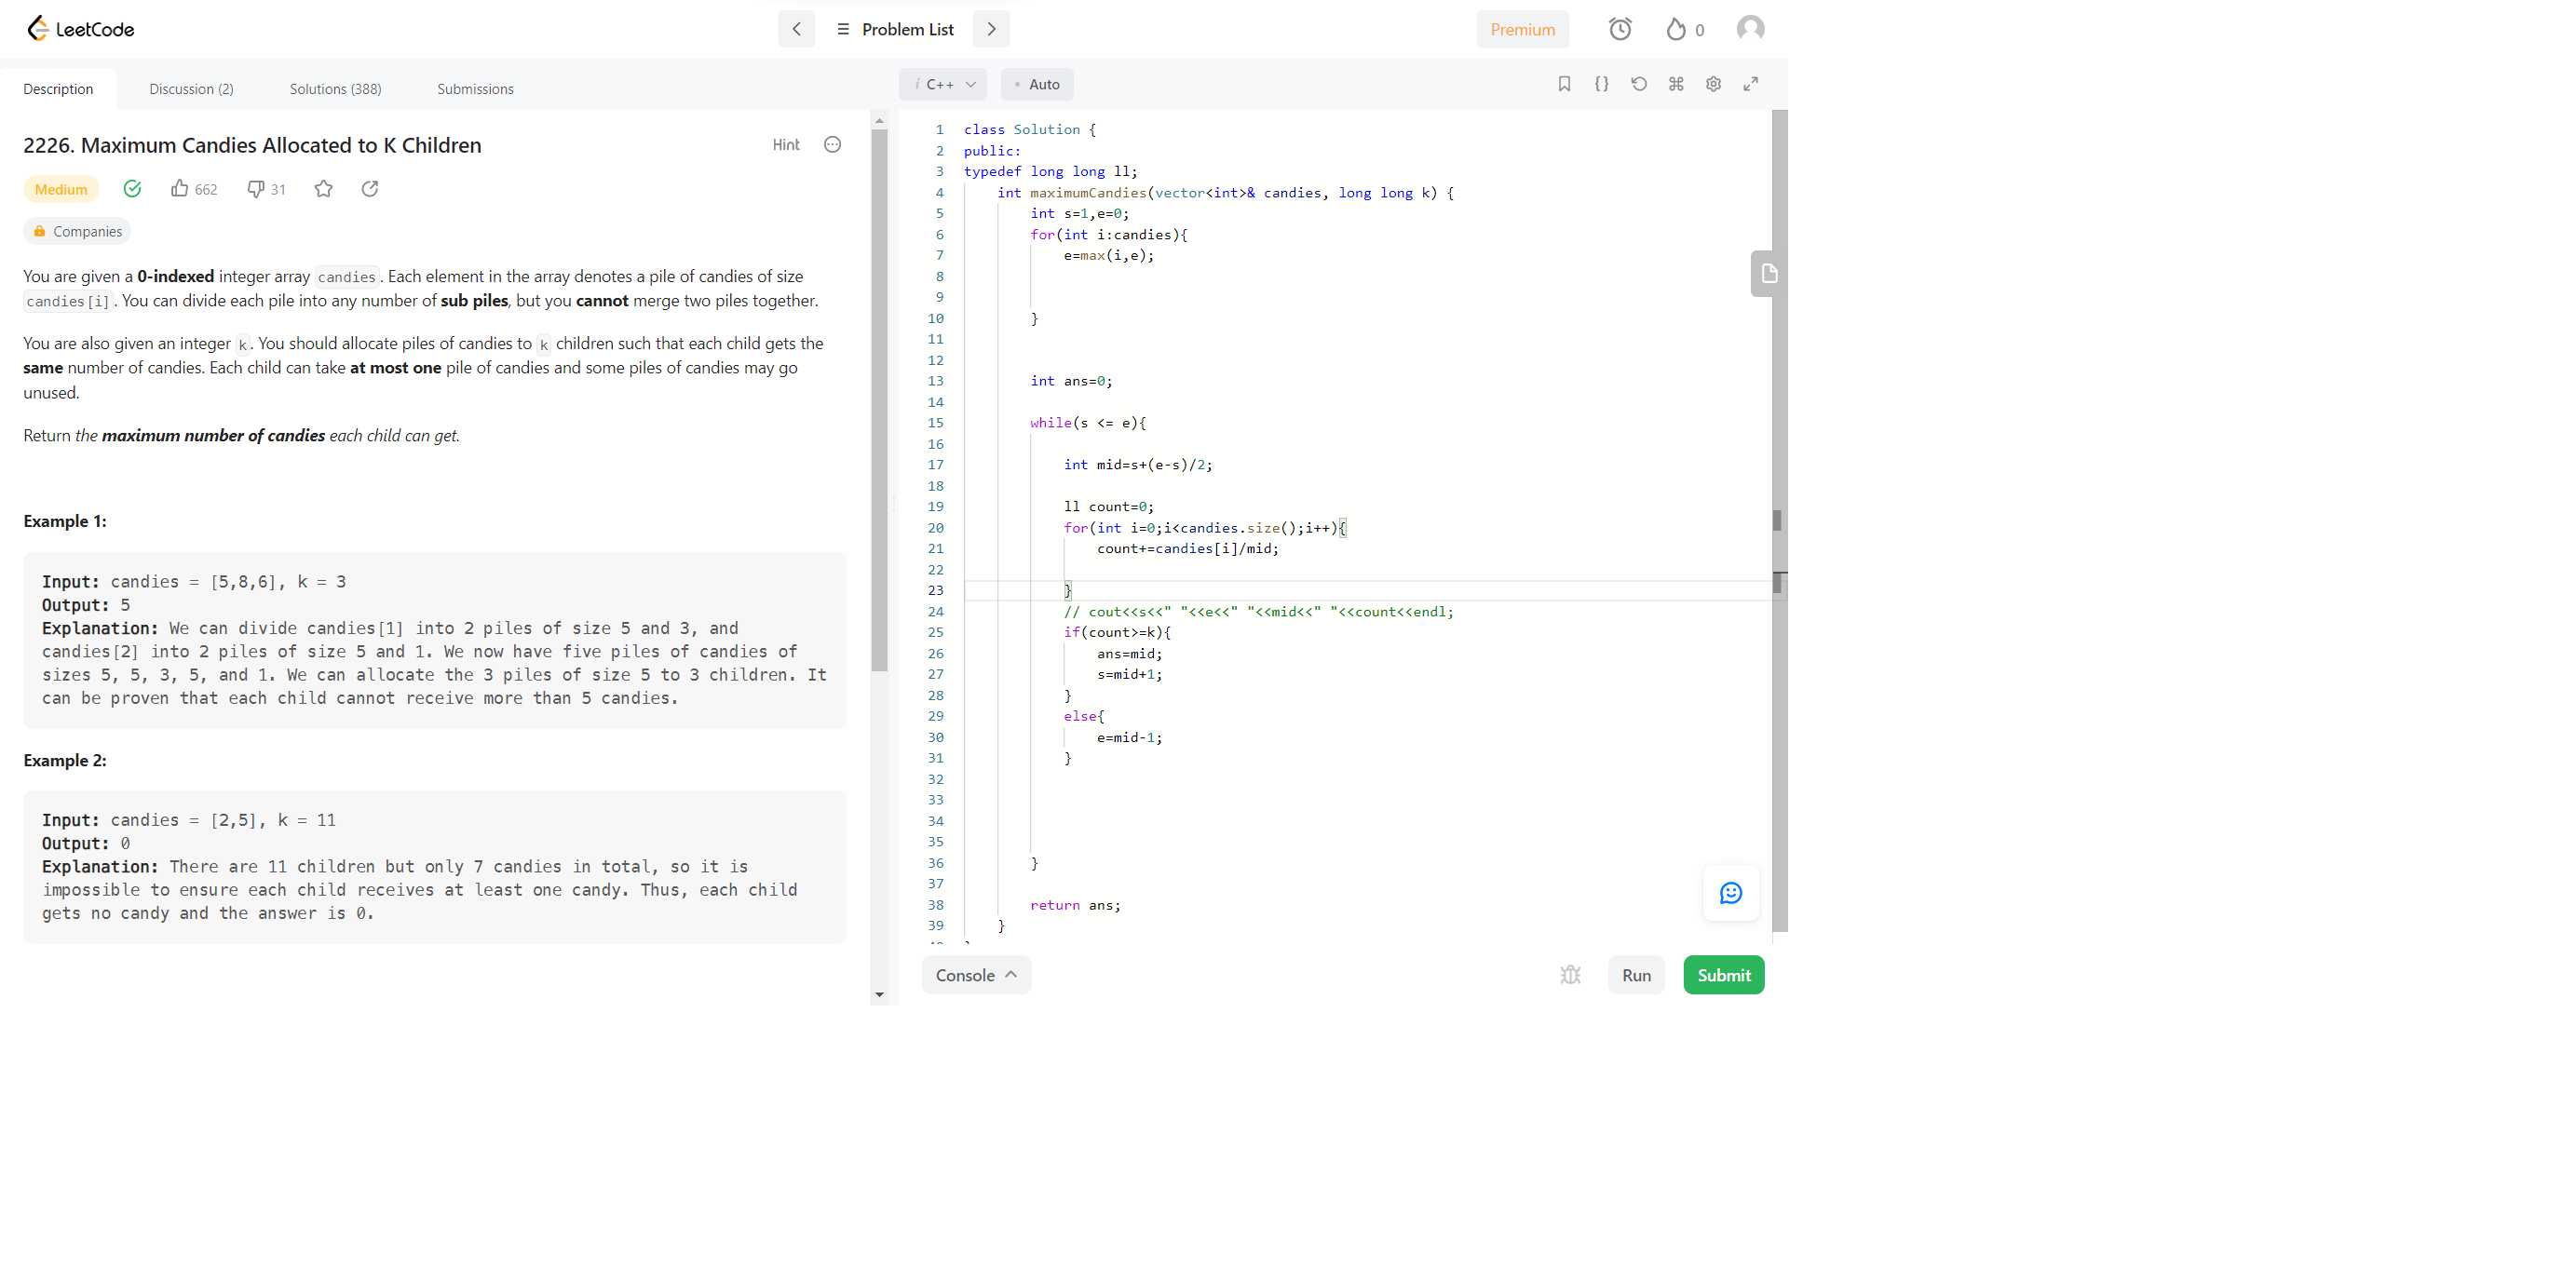 LeetCode
Problem List
Premium
0
Description
Discussion (2)
Solutions (388)
Submissions
2226. Maximum Candies Allocated to K Children
Hint
Medium
662
31
Companies
You are given a 0-indexed integer array candies. Each element in the array denotes a pile of candies of size
candies[i]. You can divide each pile into any number of sub piles, but you cannot merge two piles together.
You are also given an integer k. You should allocate piles of candies to k children such that each child gets the
same number of candies. Each child can take at most one pile of candies and some piles of candies may go
unused.
Return the maximum number of candies each child can get.
Example 1:
Input: candies = [5,8,6], k = 3
Output: 5
Explanation: We can divide candies[1] into 2 piles of size 5 and 3, and
candies[2] into 2 piles of size 5 and 1. We now have five piles of candies of
sizes 5, 5, 3, 5, and 1. We can allocate the 3 piles of size 5 to 3 children. It
can be proven that each child cannot receive more than 5 candies.
Example 2:
Input: candies = [2,5], k = 11
Output: 0
Explanation: There are 11 children but only 7 candies in total, so it is
impossible to ensure each child receives at least one candy. Thus, each child
gets no candy and the answer is 0.
i C++
Auto
1 class Solution {
2 public:
3 typedef long long ll;
4 int maximumCandies(vector<int>& candies, long long k) {
5 int s=1,e=0;
6 for(int i:candies){
7 e=max(i,e);
8
9
10 }
11
12
13 int ans=0;
14
15 while(s <= e){
16
17 int mid=s+(e-s)/2;
18
19 ll count=0;
20 for(int i=0;i<candies.size();i++){
21 count+=candies[i]/mid;
22
23 }
24 // cout<<s<<" "<<e<<" "<<mid<<" "<<count<<endl;
25 if(count>=k){
26 ans=mid;
27 s=mid+1;
28 }
29 else{
30 e=mid-1;
31 }
32
33
34
35
36 }
37
38 return ans;
39 }
Console
Run
Submit